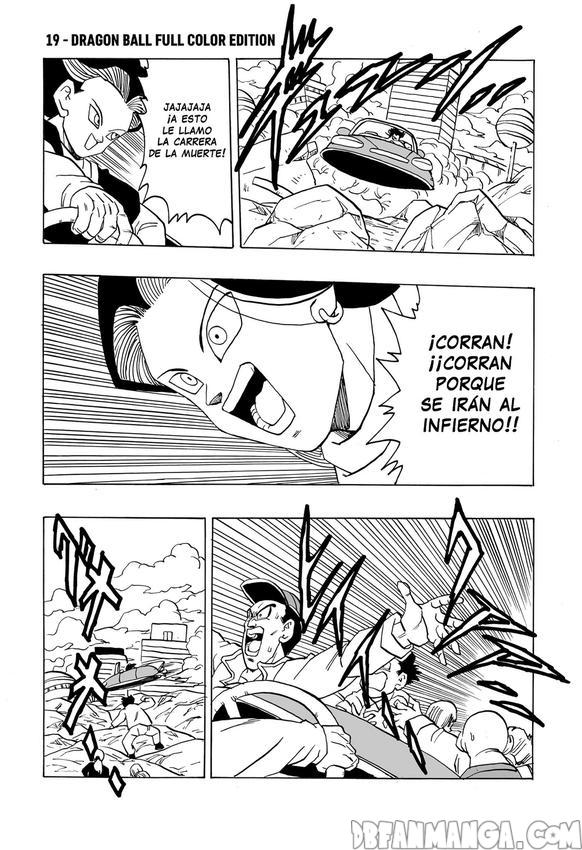 19 - DRAGON BALL FULL COLOR EDITION
JAJAJAJA
¡A ESTO
LE LLAMO
LA CARRERA
DE LA MUERTE!
¡CORRAN!
¡¡CORRAN
PORQUE
SE IRÁN AL
INFIERNO!!
DBFANMANGA.COM